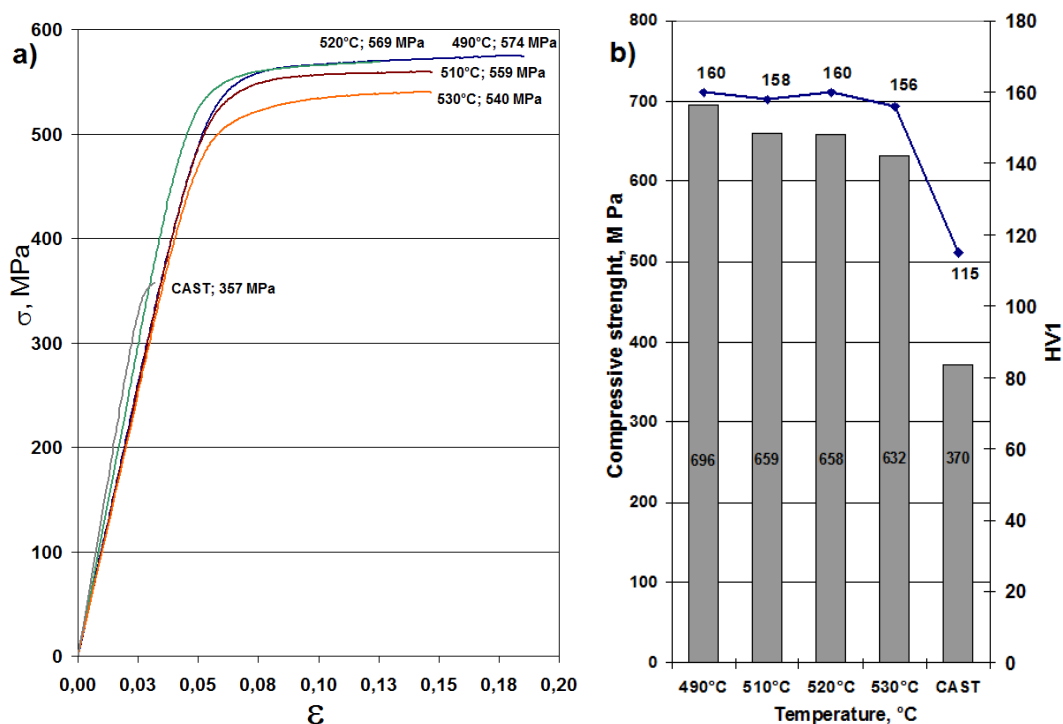 a)
600
500
400
300
200
100
0
σ, MPa
520°C; 569 MPa
490°C; 574 MPa
510°C; 559 MPa
530°C; 540 MPa
CAST; 357 MPa
0,00 0,03 0,05 0,08 0,10 0,13 0,15 0,18 0,20
ε
b)
800
700
600
500
400
300
200
100
0
Compressive strenght, M Pa
160 158 160 156 115
696 659 658 632 370
180
160
140
120
100
80
60
40
20
0
HV1
490°C 510°C 520°C 530°C CAST
Temperature, °C